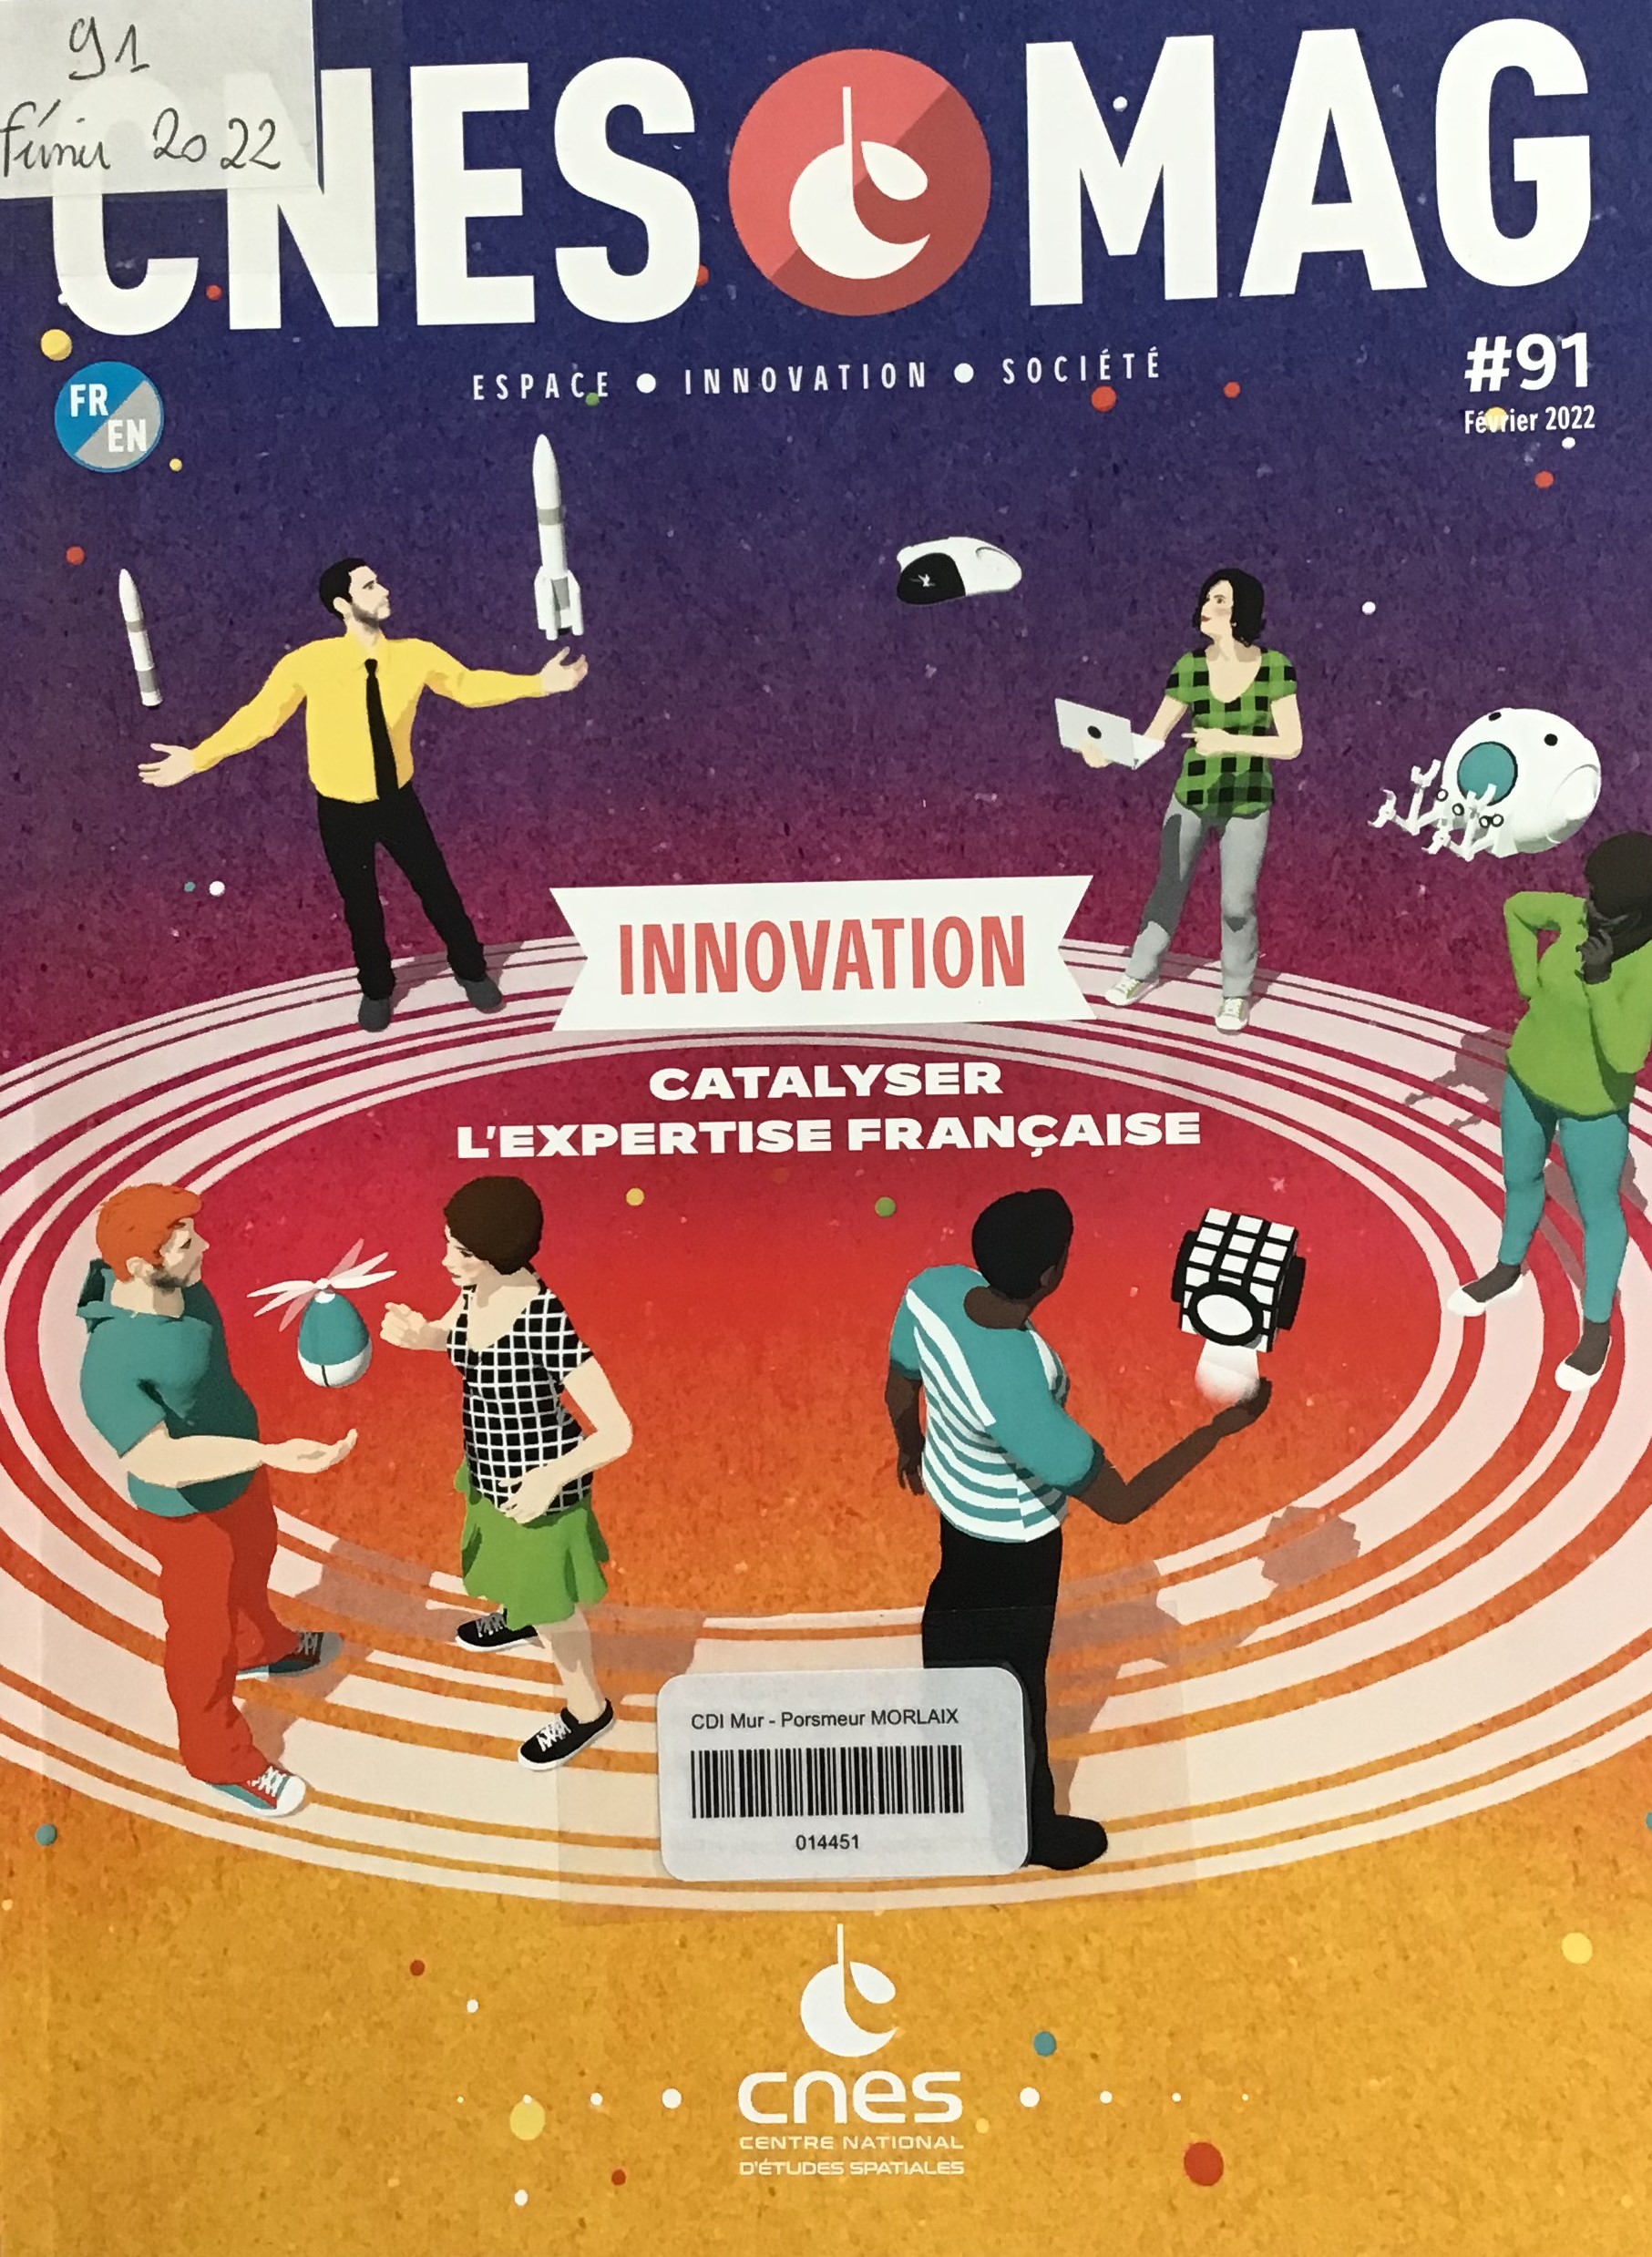 91
février 2022
CNES MAG
ESPACE • INNOVATION • SOCIÉTÉ
#91
Février 2022
FR
EN
INNOVATION
CATALYSER
L'EXPERTISE FRANÇAISE
CDI Mur - Porsmeur MORLAIX
014451
cnes
CENTRE NATIONAL
D'ÉTUDES SPATIALES